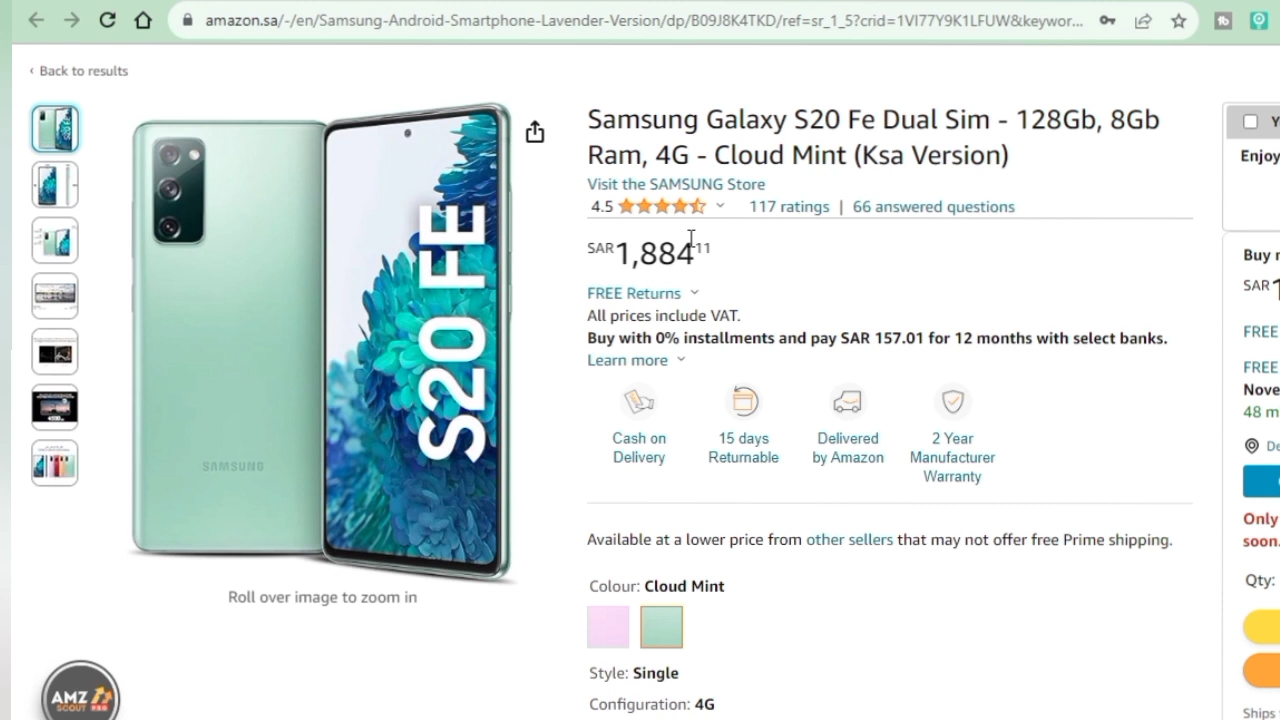 amazon.sa/-/en/Samsung-Android-Smartphone-Lavender-Version/dp/B09J8K4TKD/ref=sr_1_5?crid=1VI77Y9K1LFUW&keywor...
‹ Back to results
S20 FE
SAMSUNG
Roll over image to zoom in
AMZ
SCOUT PRO
Samsung Galaxy S20 Fe Dual Sim - 128Gb, 8Gb
Ram, 4G - Cloud Mint (Ksa Version)
Visit the SAMSUNG Store
4.5 117 ratings | 66 answered questions
SAR 1,884 11
FREE Returns
All prices include VAT.
Buy with 0% installments and pay SAR 157.01 for 12 months with select banks.
Learn more
Cash on
Delivery
15 days
Returnable
Delivered
by Amazon
2 Year
Manufacturer
Warranty
Available at a lower price from other sellers that may not offer free Prime shipping.
Colour: Cloud Mint
Style: Single
Configuration: 4G
Enjoy
Buy
SAR
FREE
FREE
Nove
48 m
De
Only
soon.
Qty:
Ships